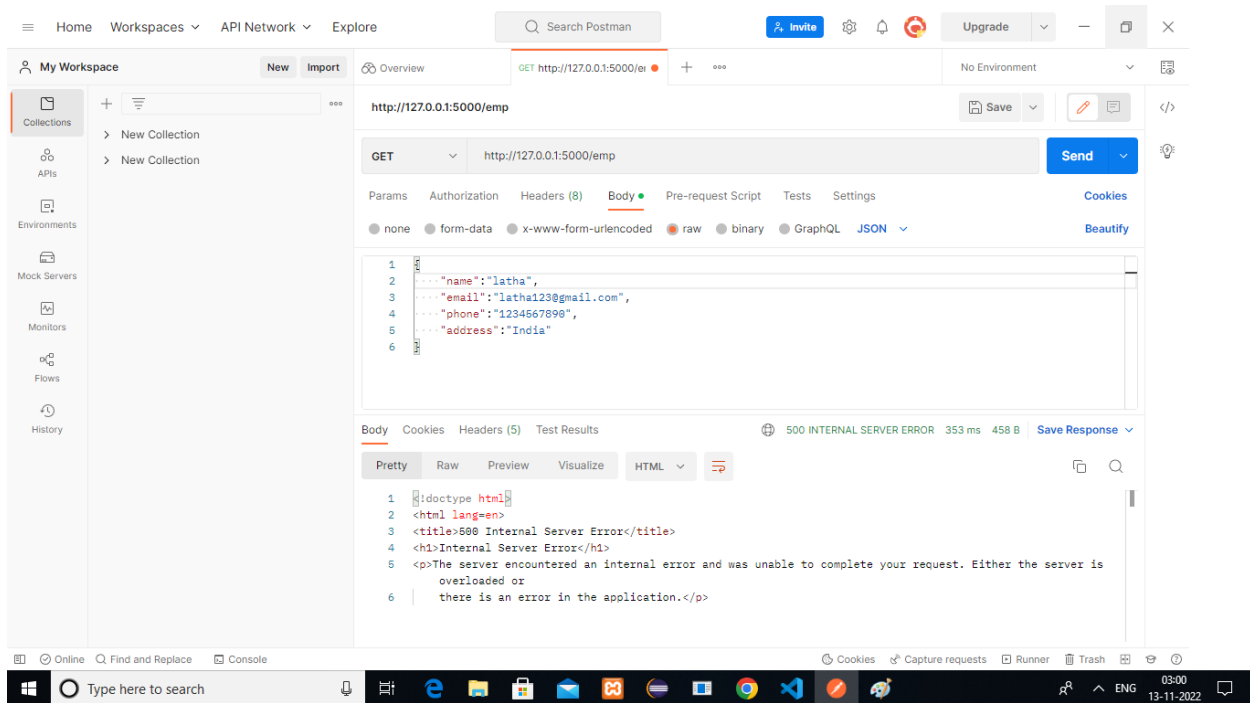 Home Workspaces API Network Explore Search Postman Invite Upgrade
My Workspace New Import Overview GET http://127.0.0.1:5000/er No Environment
Collections
APIs
Environments
Mock Servers
Monitors
Flows
History
New Collection
New Collection
http://127.0.0.1:5000/emp Save
GET http://127.0.0.1:5000/emp Send
Params Authorization Headers (8) Body Pre-request Script Tests Settings Cookies
none form-data x-www-form-urlencoded raw binary GraphQL JSON Beautify
1 {
2 "name":"latha",
3 "email":"latha123@gmail.com",
4 "phone":"1234567890",
5 "address":"India"
6 }
Body Cookies Headers (5) Test Results 500 INTERNAL SERVER ERROR 353 ms 458 B Save Response
Pretty Raw Preview Visualize HTML
1 <!doctype html>
2 <html lang=en>
3 <title>500 Internal Server Error</title>
4 <h1>Internal Server Error</h1>
5 <p>The server encountered an internal error and was unable to complete your request. Either the server is
overloaded or
6 there is an error in the application.</p>
Online Find and Replace Console Cookies Capture requests Runner Trash
Type here to search ENG 03:00
13-11-2022